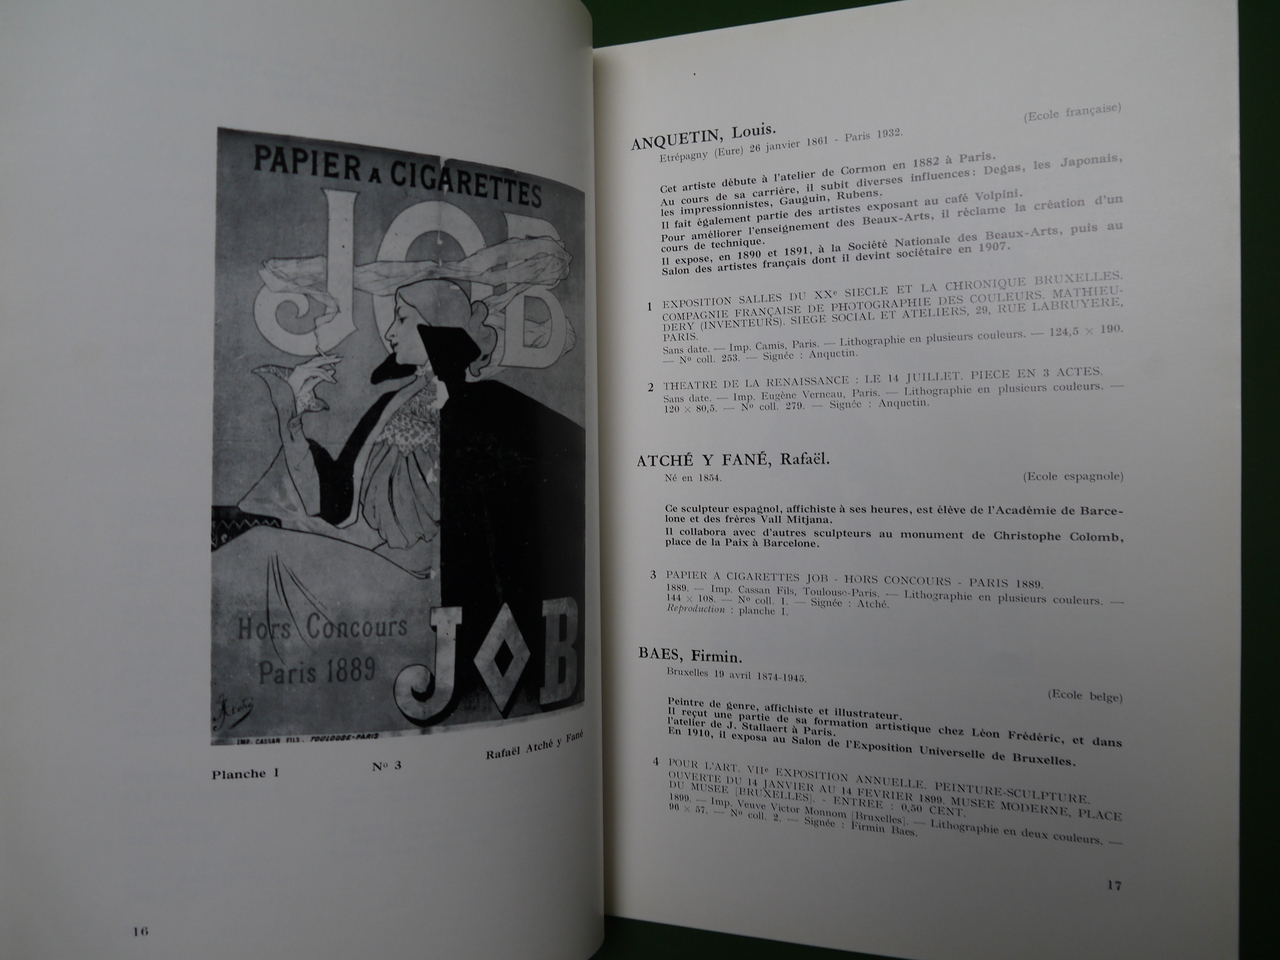 PAPIER A CIGARETTES
JOB
Hors Concours
Paris 1889
JOB
Atché
IMP. CASSAN FILS. TOULOUSE-PARIS
Planche I
No 3
Rafaël Atché y Fané
16
(Ecole française)
ANQUETIN, Louis.
Etrépagny (Eure) 26 janvier 1861 - Paris 1932.
Cet artiste débute à l'atelier de Cormon en 1882 à Paris.
Au cours de sa carrière, il subit diverses influences: Degas, les Japonais,
les impressionnistes, Gauguin, Rubens.
Il fait également partie des artistes exposant au café Volpini.
Pour améliorer l'enseignement des Beaux-Arts, il réclame la création d'un
cours de technique.
Il expose, en 1890 et 1891, à la Société Nationale des Beaux-Arts, puis au
Salon des artistes français dont il devint sociétaire en 1907.
1 EXPOSITION SALLES DU XXe SIECLE ET LA CHRONIQUE BRUXELLES.
COMPAGNIE FRANÇAISE DE PHOTOGRAPHIE DES COULEURS. MATHIEU-
DERY (INVENTEURS). SIEGE SOCIAL ET ATELIERS, 29, RUE LABRUYERE,
PARIS.
Sans date. — Imp. Camis, Paris. — Lithographie en plusieurs couleurs. — 124,5 × 190.
— No coll. 253. — Signée : Anquetin.
2 THEATRE DE LA RENAISSANCE : LE 14 JUILLET. PIECE EN 3 ACTES.
Sans date. — Imp. Eugène Verneau, Paris. — Lithographie en plusieurs couleurs. —
120 × 80,5. — No coll. 279. — Signée : Anquetin.
ATCHÉ Y FANÉ, Rafaël.
Né en 1854.
(Ecole espagnole)
Ce sculpteur espagnol, affichiste à ses heures, est élève de l'Académie de Barce-
lone et des frères Vall Mitjana.
Il collabora avec d'autres sculpteurs au monument de Christophe Colomb,
place de la Paix à Barcelone.
3 PAPIER A CIGARETTES JOB - HORS CONCOURS - PARIS 1889.
1889. — Imp. Cassan Fils, Toulouse-Paris. — Lithographie en plusieurs couleurs. —
144 × 108. — No coll. 1. — Signée : Atché.
Reproduction : planche I.
BAES, Firmin.
Bruxelles 19 avril 1874-1945.
(Ecole belge)
Peintre de genre, affichiste et illustrateur.
Il reçut une partie de sa formation artistique chez Léon Frédéric, et dans
l'atelier de J. Stallaert à Paris.
En 1910, il exposa au Salon de l'Exposition Universelle de Bruxelles.
4 POUR L'ART. VIIe EXPOSITION ANNUELLE. PEINTURE-SCULPTURE.
OUVERTE DU 14 JANVIER AU 14 FEVRIER 1899. MUSEE MODERNE, PLACE
DU MUSEE [BRUXELLES]. - ENTREE : 0,50 CENT.
1899. — Imp. Veuve Victor Monnom [Bruxelles]. — Lithographie en deux couleurs. —
96 × 57. — No coll. 2. — Signée : Firmin Baes.
17